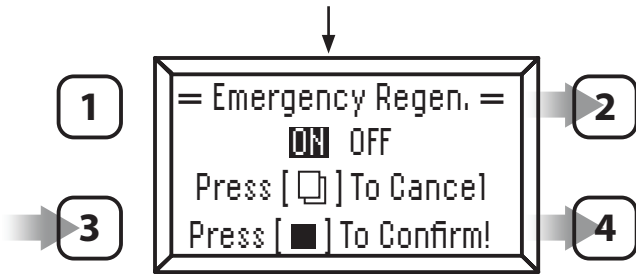 1
= Emergency Regen. =
2
ON OFF
Press [ ] To Cancel
3
Press [ ■ ] To Confirm!
4